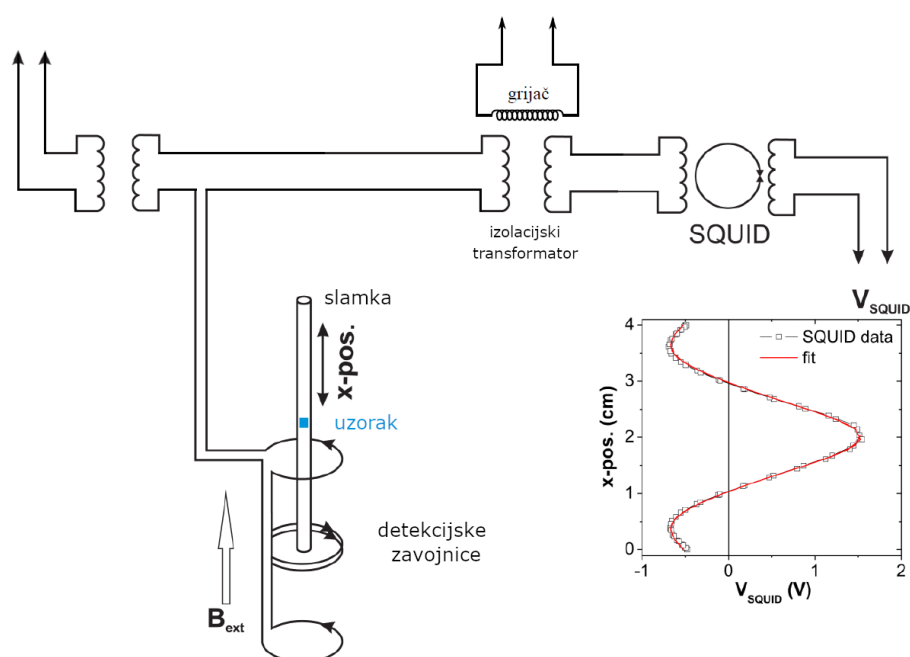 grijač
izolacijski
transformator
SQUID
V_SQUID
slamka
x-pos.
uzorak
detekcijske
zavojnice
B_ext
SQUID data
fit
x-pos. (cm)
4
3
2
1
0
-1 0 1 2
V_SQUID (V)